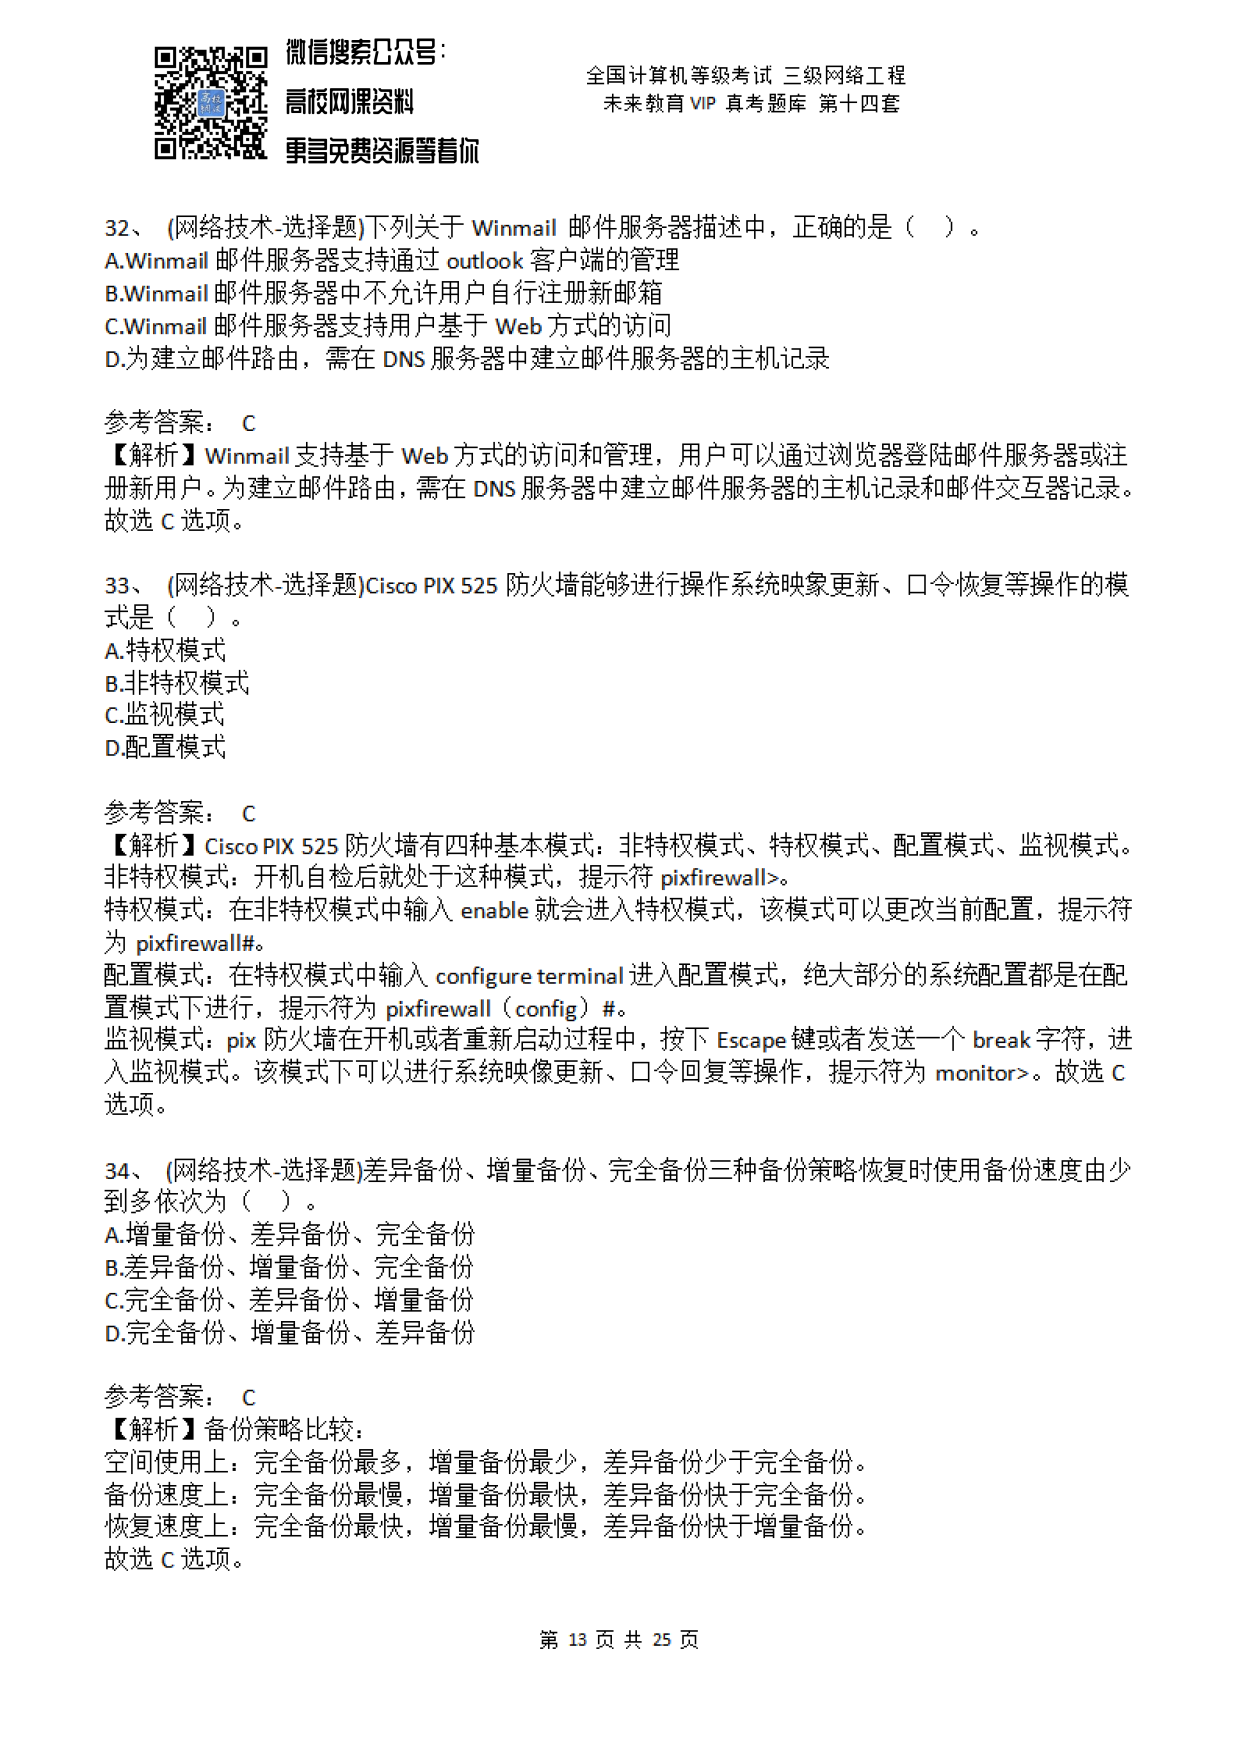 微信搜索公众号：
高校网课资料
更多免费资源等着你
全国计算机等级考试 三级网络工程
未来教育 VIP 真考题库 第十四套
32、 (网络技术-选择题)下列关于 Winmail 邮件服务器描述中，正确的是（ ）。
A.Winmail 邮件服务器支持通过 outlook 客户端的管理
B.Winmail 邮件服务器中不允许用户自行注册新邮箱
C.Winmail 邮件服务器支持用户基于 Web 方式的访问
D.为建立邮件路由，需在 DNS 服务器中建立邮件服务器的主机记录
参考答案： C
【解析】Winmail 支持基于 Web 方式的访问和管理，用户可以通过浏览器登陆邮件服务器或注
册新用户。为建立邮件路由，需在 DNS 服务器中建立邮件服务器的主机记录和邮件交互器记录。
故选 C 选项。
33、 (网络技术-选择题)Cisco PIX 525 防火墙能够进行操作系统映象更新、口令恢复等操作的模
式是（ ）。
A.特权模式
B.非特权模式
C.监视模式
D.配置模式
参考答案： C
【解析】Cisco PIX 525 防火墙有四种基本模式：非特权模式、特权模式、配置模式、监视模式。
非特权模式：开机自检后就处于这种模式，提示符 pixfirewall>。
特权模式：在非特权模式中输入 enable 就会进入特权模式，该模式可以更改当前配置，提示符
为 pixfirewall#。
配置模式：在特权模式中输入 configure terminal 进入配置模式，绝大部分的系统配置都是在配
置模式下进行，提示符为 pixfirewall（config）#。
监视模式：pix 防火墙在开机或者重新启动过程中，按下 Escape 键或者发送一个 break 字符，进
入监视模式。该模式下可以进行系统映像更新、口令回复等操作，提示符为 monitor>。故选 C
选项。
34、 (网络技术-选择题)差异备份、增量备份、完全备份三种备份策略恢复时使用备份速度由少
到多依次为（ ）。
A.增量备份、差异备份、完全备份
B.差异备份、增量备份、完全备份
C.完全备份、差异备份、增量备份
D.完全备份、增量备份、差异备份
参考答案： C
【解析】备份策略比较：
空间使用上：完全备份最多，增量备份最少，差异备份少于完全备份。
备份速度上：完全备份最慢，增量备份最快，差异备份快于完全备份。
恢复速度上：完全备份最快，增量备份最慢，差异备份快于增量备份。
故选 C 选项。
第 13 页 共 25 页